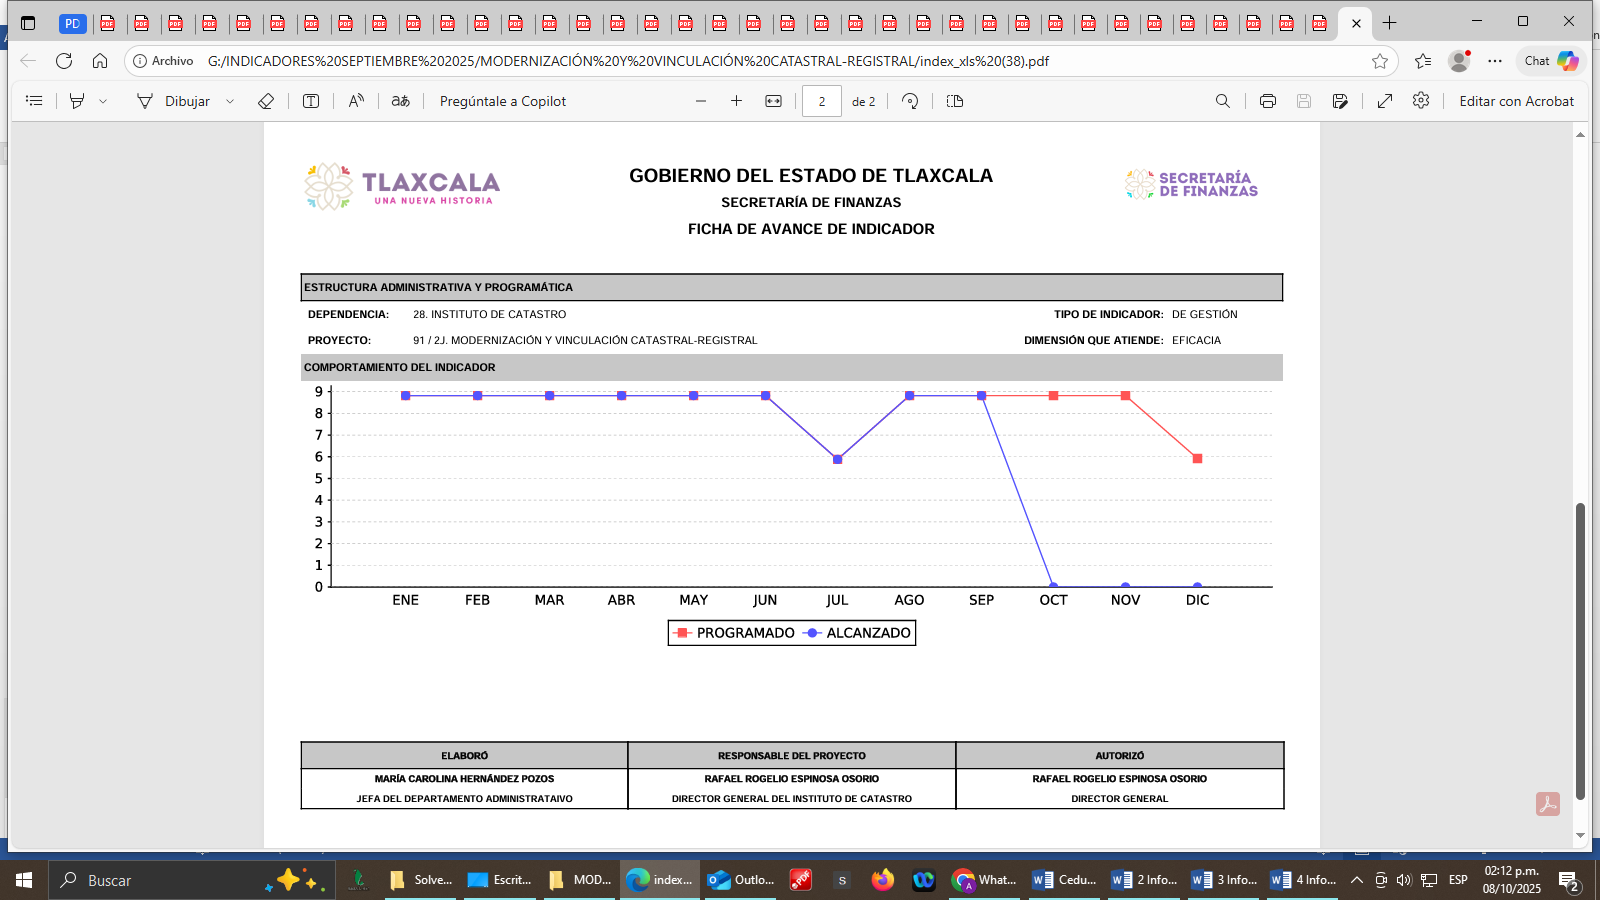 PD
Archivo
G:/INDICADORES%20SEPTIEMBRE%202025/MODERNIZACIÓN%20Y%20VINCULACIÓN%20CATASTRAL-REGISTRAL/index_xls%20(38).pdf
Chat
Dibujar
Pregúntale a Copilot
2
de 2
Editar con Acrobat
TLAXCALA
UNA NUEVA HISTORIA
GOBIERNO DEL ESTADO DE TLAXCALA
SECRETARÍA DE FINANZAS
FICHA DE AVANCE DE INDICADOR
SECRETARÍA
DE FINANZAS
ESTRUCTURA ADMINISTRATIVA Y PROGRAMÁTICA
DEPENDENCIA: 28. INSTITUTO DE CATASTRO TIPO DE INDICADOR: DE GESTIÓN
PROYECTO: 91 / 2J. MODERNIZACIÓN Y VINCULACIÓN CATASTRAL-REGISTRAL DIMENSIÓN QUE ATIENDE: EFICACIA
COMPORTAMIENTO DEL INDICADOR
9
8
7
6
5
4
3
2
1
0
ENE FEB MAR ABR MAY JUN JUL AGO SEP OCT NOV DIC
PROGRAMADO ALCANZADO
ELABORÓ RESPONSABLE DEL PROYECTO AUTORIZÓ
MARÍA CAROLINA HERNÁNDEZ POZOS RAFAEL ROGELIO ESPINOSA OSORIO RAFAEL ROGELIO ESPINOSA OSORIO
JEFA DEL DEPARTAMENTO ADMINISTRATAIVO DIRECTOR GENERAL DEL INSTITUTO DE CATASTRO DIRECTOR GENERAL
Buscar
Solve...
Escrit...
MOD...
index...
Outlo...
What...
Cedu...
2 Info...
3 Info...
4 Info...
ESP
02:12 p.m.
08/10/2025
2